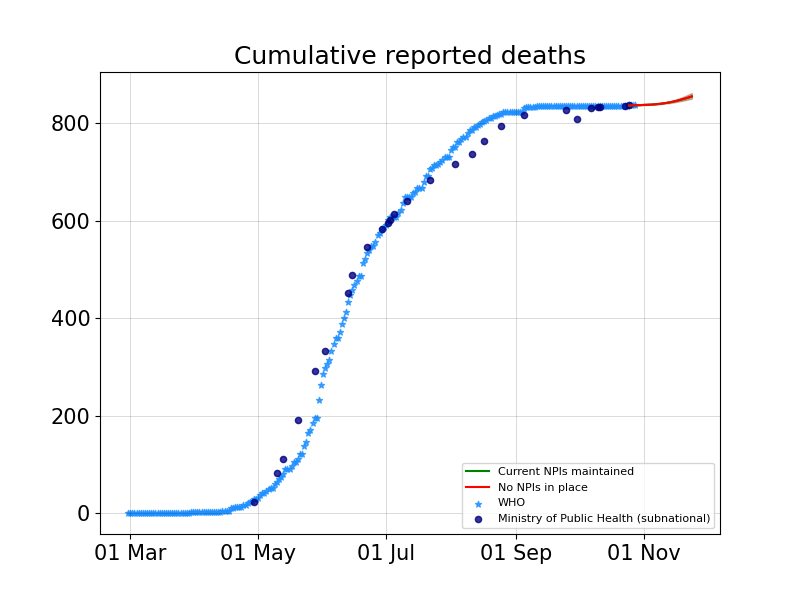 Cumulative reported deaths
800
600
400
200
0
01 Mar 01 May 01 Jul 01 Sep 01 Nov
Current NPIs maintained
No NPIs in place
WHO
Ministry of Public Health (subnational)